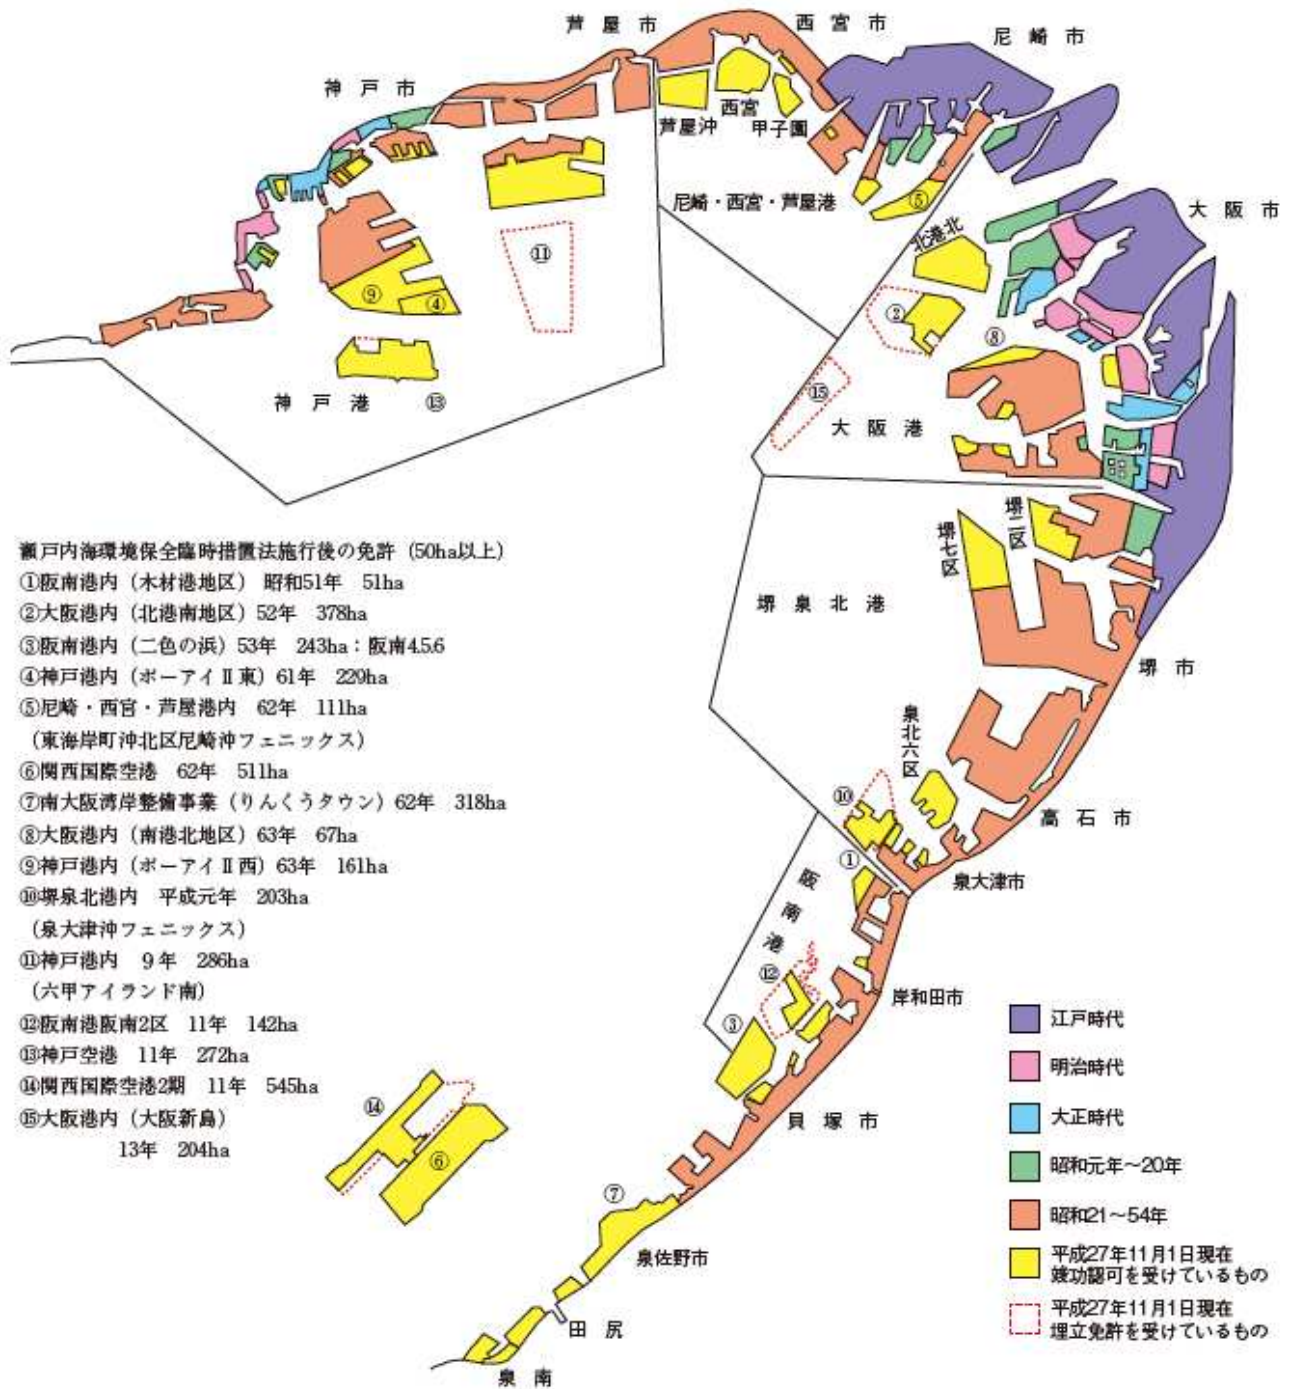 芦屋市
西宮市
尼崎市
神戸市
芦屋沖
西宮
甲子園
尼崎・西宮・芦屋港
⑤
大阪市
北港北
⑪
⑨
④
②
⑧
⑮
神戸港
⑬
大阪港
堺七区
堺二区
堺泉北港
堺市
泉北六区
高石市
⑩
①
泉大津市
阪南港
⑫
岸和田市
③
貝塚市
⑭
⑥
⑦
泉佐野市
田尻
泉南
瀬戸内海環境保全臨時措置法施行後の免許（50ha以上）
①阪南港内（木材港地区） 昭和51年 51ha
②大阪港内（北港南地区）52年 378ha
③阪南港内（二色の浜）53年 243ha：阪南4.5.6
④神戸港内（ポーアイⅡ東）61年 229ha
⑤尼崎・西宮・芦屋港内 62年 111ha
（東海岸町沖北区尼崎沖フェニックス）
⑥関西国際空港 62年 511ha
⑦南大阪湾岸整備事業（りんくうタウン）62年 318ha
⑧大阪港内（南港北地区）63年 67ha
⑨神戸港内（ポーアイⅡ西）63年 161ha
⑩堺泉北港内 平成元年 203ha
（泉大津沖フェニックス）
⑪神戸港内 9年 286ha
（六甲アイランド南）
⑫阪南港阪南2区 11年 142ha
⑬神戸空港 11年 272ha
⑭関西国際空港2期 11年 545ha
⑮大阪港内（大阪新島）
13年 204ha
江戸時代
明治時代
大正時代
昭和元年～20年
昭和21～54年
平成27年11月1日現在
竣功認可を受けているもの
平成27年11月1日現在
埋立免許を受けているもの